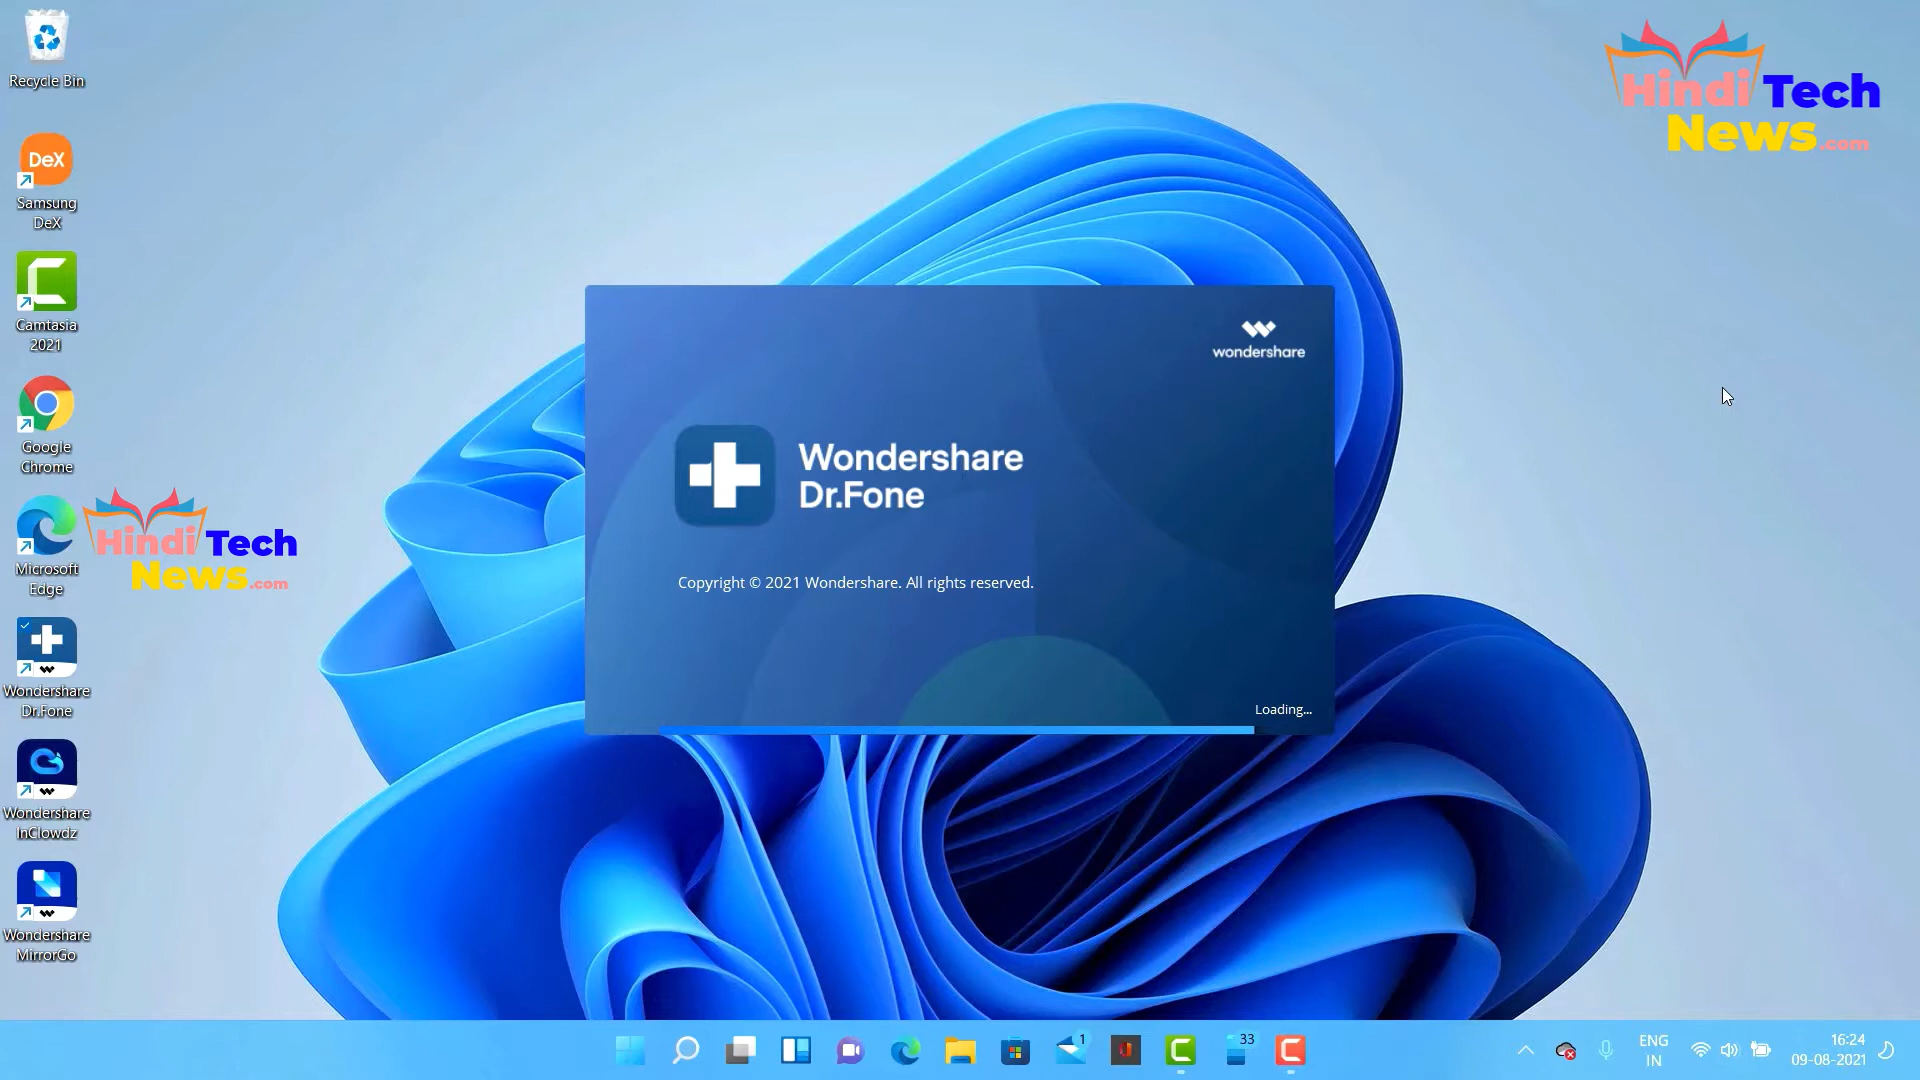 Recycle Bin
DeX
Samsung
DeX
Camtasia
2021
Google
Chrome
Microsoft
Edge
Wondershare
Dr.Fone
Wondershare
InClowdz
Wondershare
MirrorGo
Hindi Tech
News.com
Hindi Tech
News.com
wondershare
Wondershare
Dr.Fone
Copyright © 2021 Wondershare. All rights reserved.
Loading...
1
33
ENG
IN
16:24
09-08-2021